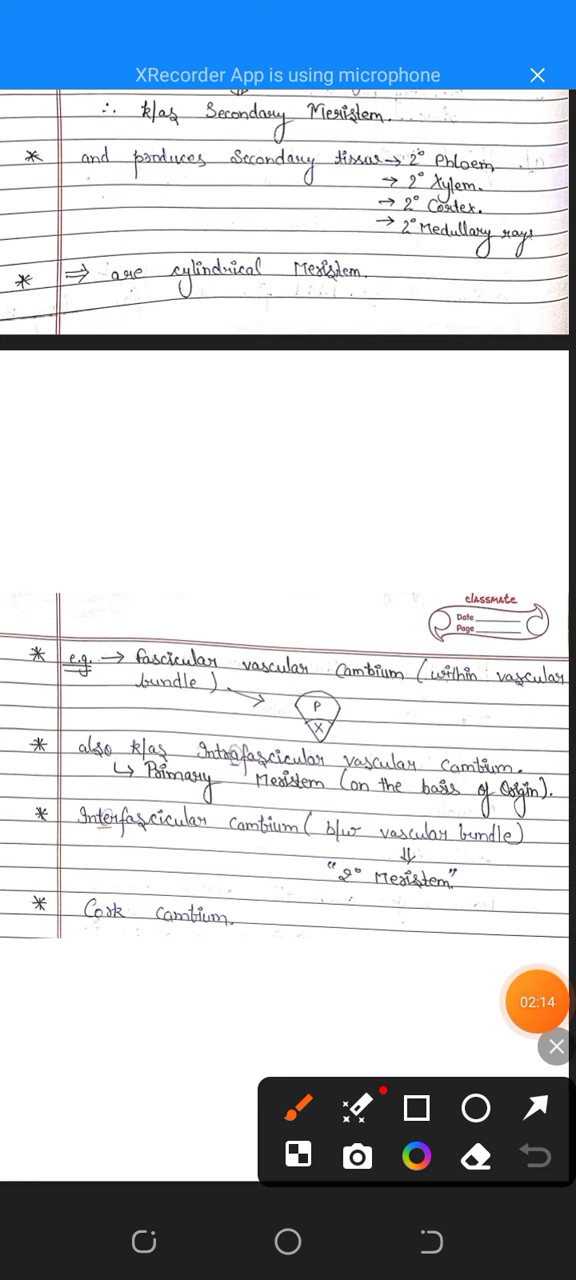 XRecorder App is using microphone
∴ k/as Secondary Meristem.
* and produces Secondary tissue → 2° Phloem
→ 2° Xylem.
→ 2° Cortex.
→ 2° Medullary rays
* ⇒ are cylindrical Meristem.
classmate
Date
Page
* e.g → fascicular vascular cambium (within vascular
bundle)
P
X
* also k/as Intrafascicular vascular cambium.
↳ Primary Meristem (on the basis of Origin).
* Interfascicular cambium ( b/w vascular bundle)
⇓
"2° Meristem"
* Cork cambium.
02:14